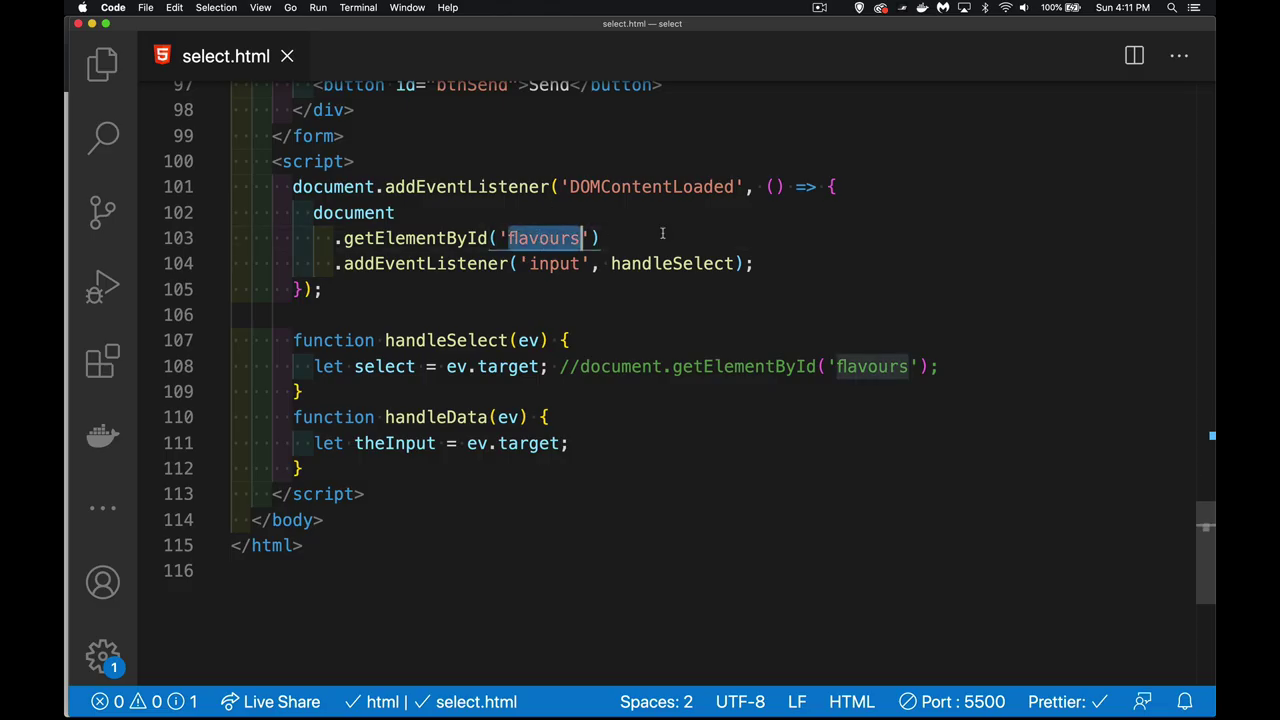 Code File Edit Selection View Go Run Terminal Window Help 100% Sun 4:11 PM
select.html — select
select.html
97 <button id="btnSend">Send</button>
98 </div>
99 </form>
100 <script>
101 document.addEventListener('DOMContentLoaded', () => {
102 document
103 .getElementById('flavours')
104 .addEventListener('input', handleSelect);
105 });
106
107 function handleSelect(ev) {
108 let select = ev.target; //document.getElementById('flavours');
109 }
110 function handleData(ev) {
111 let theInput = ev.target;
112 }
113 </script>
114 </body>
115 </html>
116
1
0 0 1 Live Share html | select.html Spaces: 2 UTF-8 LF HTML Port : 5500 Prettier: